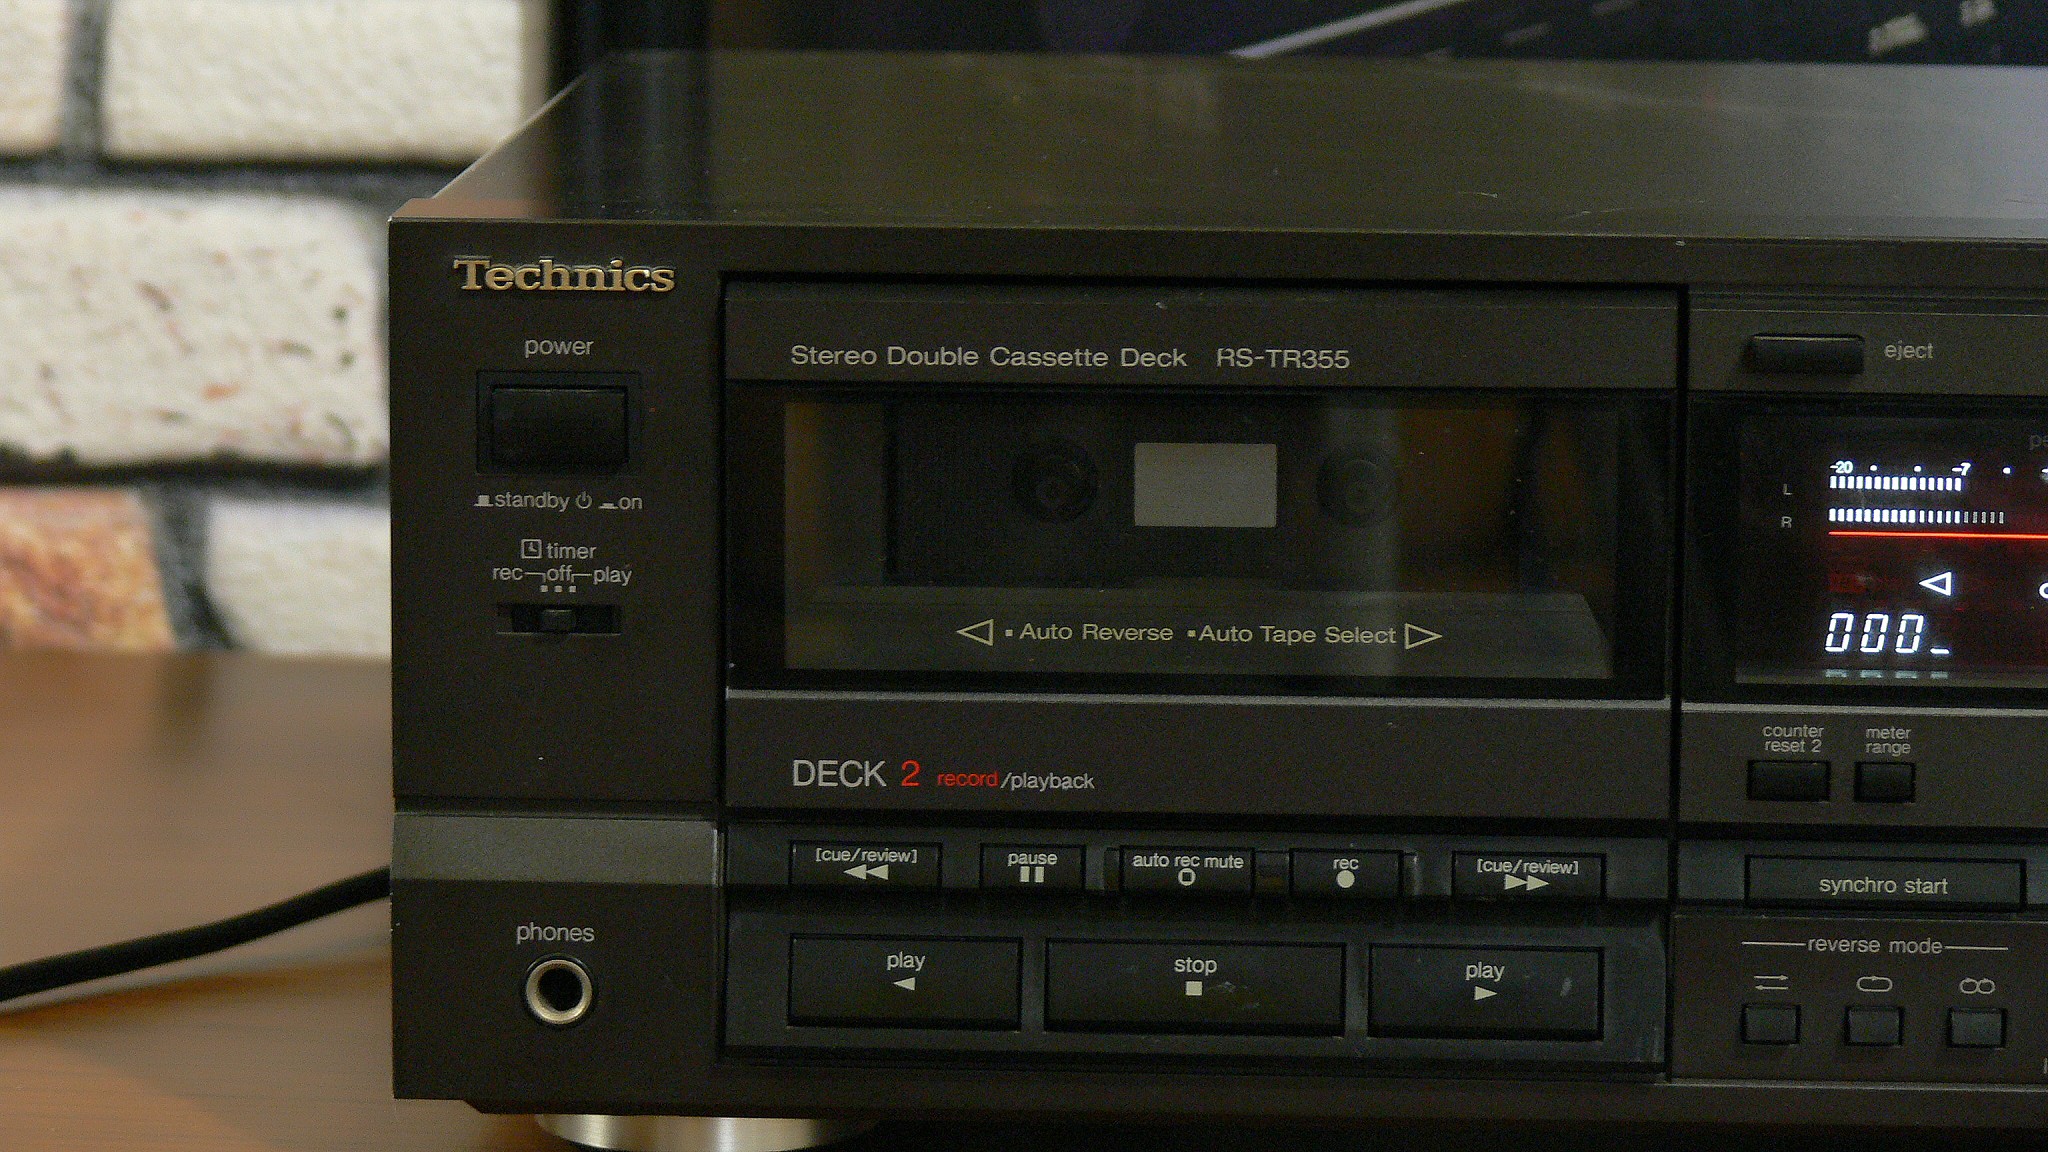 Technics
power
standby on
timer
rec off play
phones
Stereo Double Cassette Deck RS-TR355
Auto Reverse Auto Tape Select
DECK 2 record/playback
[cue/review]
pause
auto rec mute
rec
[cue/review]
play
stop
play
eject
-20 -7
L
R
000
counter reset 2
meter range
synchro start
reverse mode